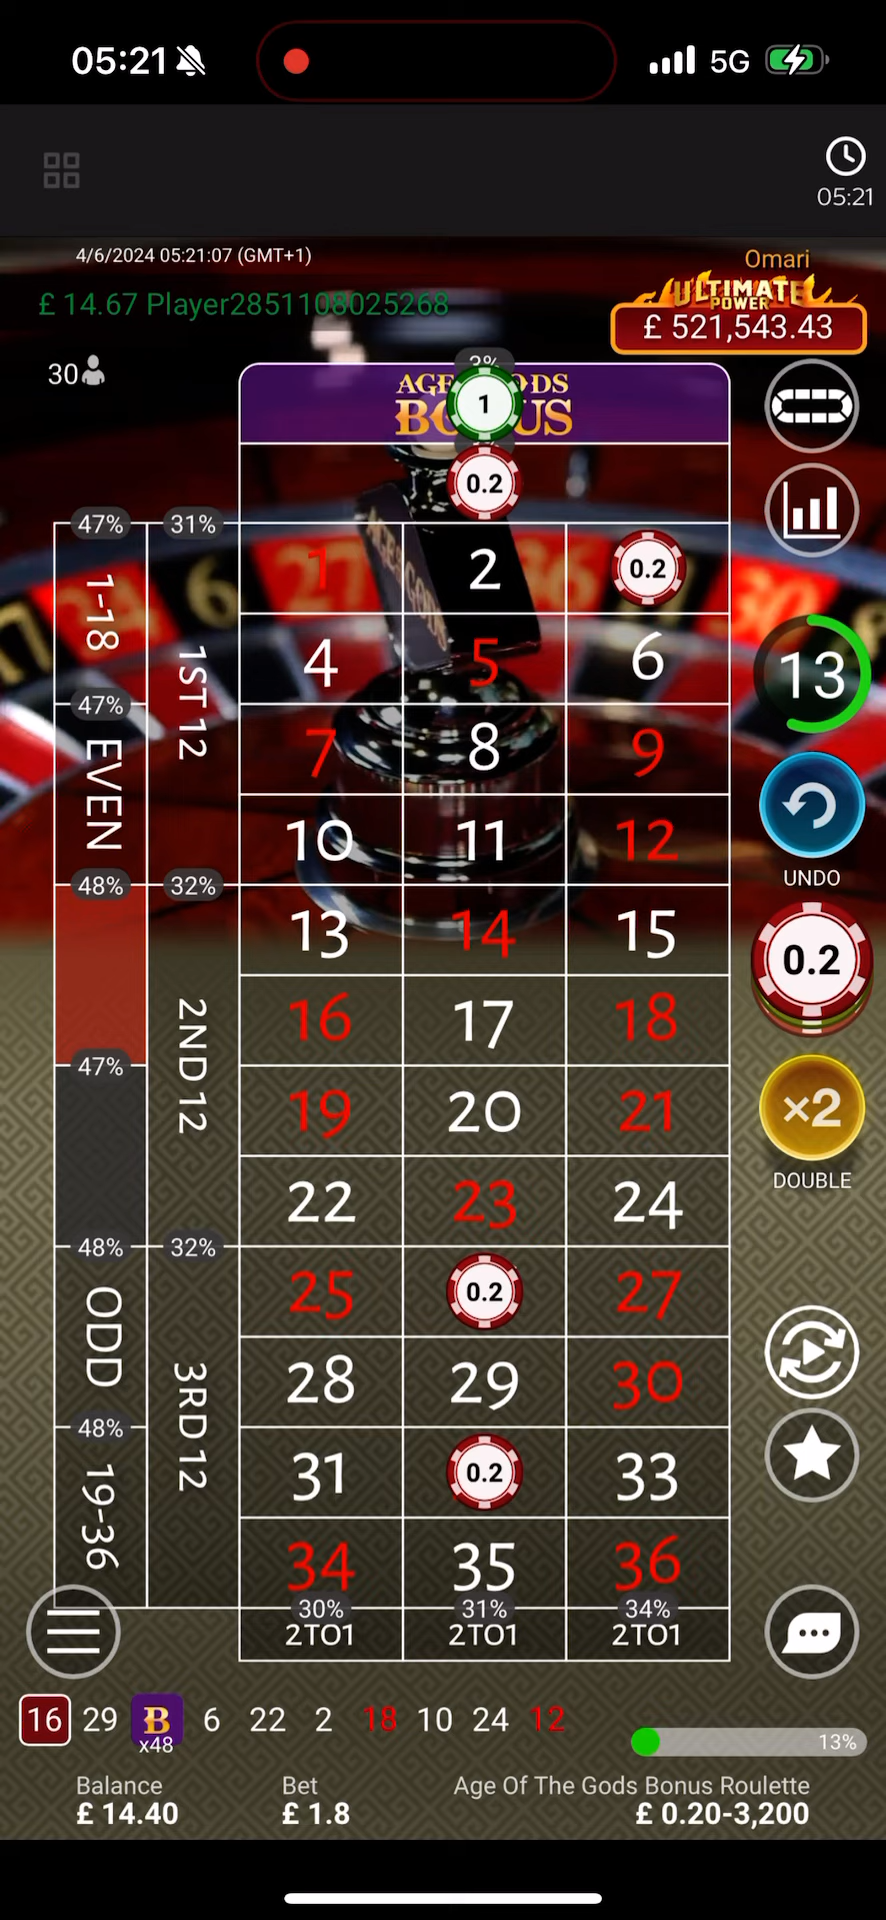 05:21 5G
05:21
4/6/2024 05:21:07 (GMT+1)
Omari
£ 14.67 Player2851108025268
ULTIMATE
POWER
£ 521,543.43
30
3%
1
BONUS
0.2
47% 31%
1-18
1ST 12
1 2 0.2
4 5 6
13
47%
EVEN
7 8 9
UNDO
10 11 12
48% 32%
2ND 12
13 14 15
0.2
16 17 18
47%
19 20 21
×2
DOUBLE
22 23 24
48% 32%
ODD
3RD 12
25 0.2 27
28 29 30
48%
19-36
31 0.2 33
34 35 36
30% 31% 34%
2TO1 2TO1 2TO1
16 29 B 6 22 2 18 10 24 12
x48
13%
Balance Bet Age Of The Gods Bonus Roulette
£ 14.40 £ 1.8 £ 0.20-3,200